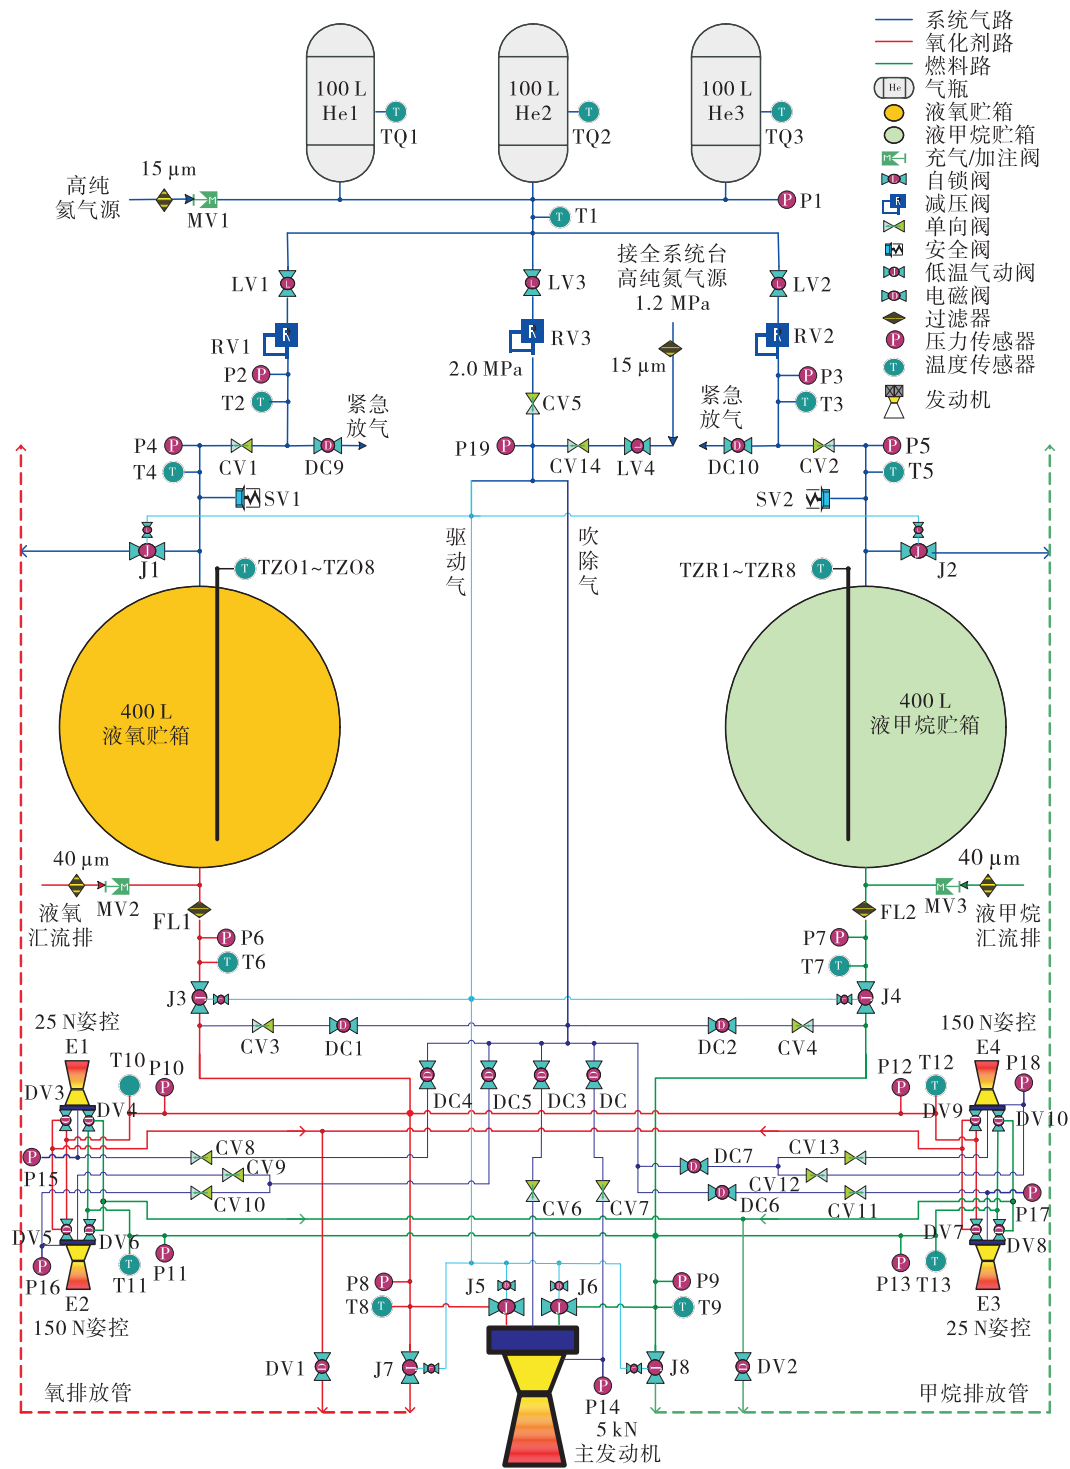 系统气路
氧化剂路
燃料路
He
气瓶
液氧贮箱
液甲烷贮箱
M
充气/加注阀
L
自锁阀
R
减压阀
单向阀
安全阀
低温气动阀
D
电磁阀
过滤器
P
压力传感器
T
温度传感器
发动机
100 L
He1
T
TQ1
100 L
He2
T
TQ2
100 L
He3
T
TQ3
高纯
氦气源
15 μm
M
MV1
P
P1
T
T1
LV1
L
L
LV3
L
LV2
接全系统台
高纯氮气源
1.2 MPa
RV1
R
R
RV3
2.0 MPa
15 μm
R
RV2
P2
P
T2
T
P
P3
T
T3
CV5
紧急
放气
紧急
放气
P4
P
T4
T
CV1
D
DC9
P19
P
CV14
L
LV4
D
DC10
CV2
P
P5
T
T5
SV1
SV2
J
J1
J
J2
驱动气
吹除气
T
TZO1~TZO8
TZR1~TZR8
T
400 L
液氧贮箱
400 L
液甲烷贮箱
40 μm
M
MV2
液氧
汇流排
FL1
40 μm
M
MV3
液甲烷
汇流排
FL2
P
P6
T
T6
P7
P
T7
T
J3
J4
CV3
D
DC1
D
DC2
CV4
25 N姿控
E1
T10
T
P10
P
DV3
DV4
D
DC4
D
DC5
D
DC3
D
DC
150 N姿控
E4
P12
P
T12
T
P18
P
DV9
DV10
P
P15
CV8
CV9
CV10
D
DC7
CV13
CV12
D
DC6
CV11
P
P17
CV6
CV7
DV5
DV6
DV7
DV8
P
P16
E2
150 N姿控
T
T11
P
P11
P
P13
T
T13
E3
25 N姿控
P8
P
T8
T
J5
J
J6
J
P
P9
T
T9
DV1
D
J7
J8
D
DV2
P
P14
5 kN
主发动机
氧排放管
甲烷排放管